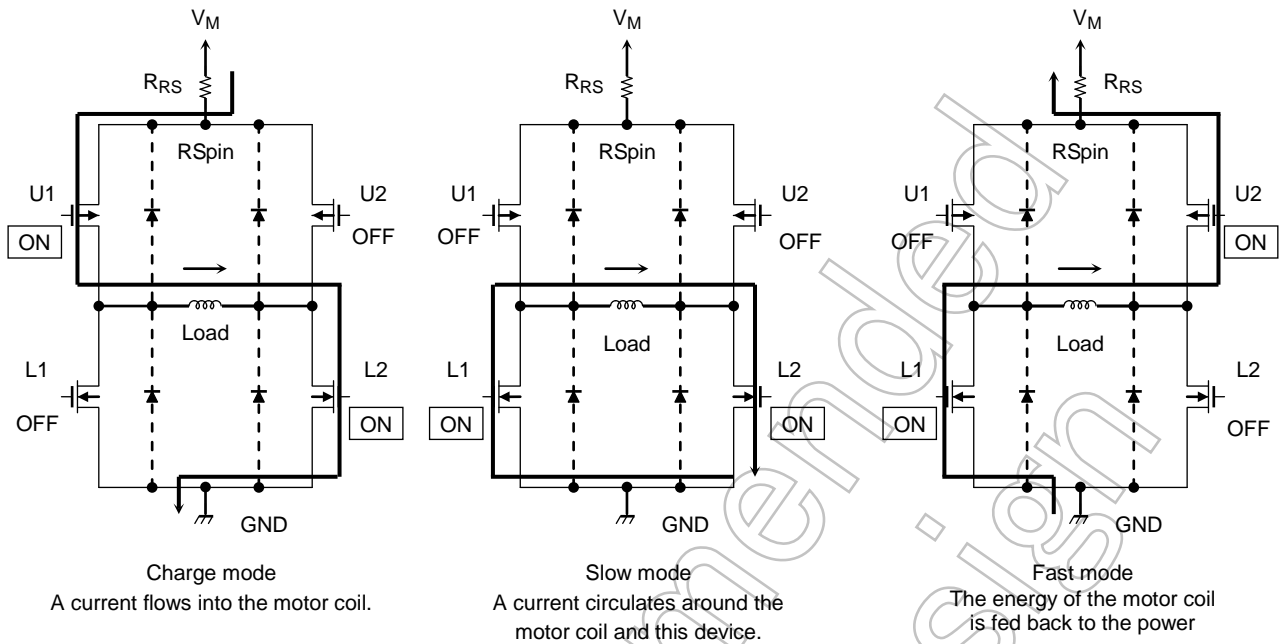 VM
RRS
RSpin
U1
ON
U2
OFF
Load
L1
OFF
L2
ON
GND
Charge mode
A current flows into the motor coil.
VM
RRS
RSpin
U1
OFF
U2
OFF
Load
L1
ON
L2
ON
GND
Slow mode
A current circulates around the
motor coil and this device.
VM
RRS
RSpin
U1
OFF
U2
ON
Load
L1
ON
L2
OFF
GND
Fast mode
The energy of the motor coil
is fed back to the power